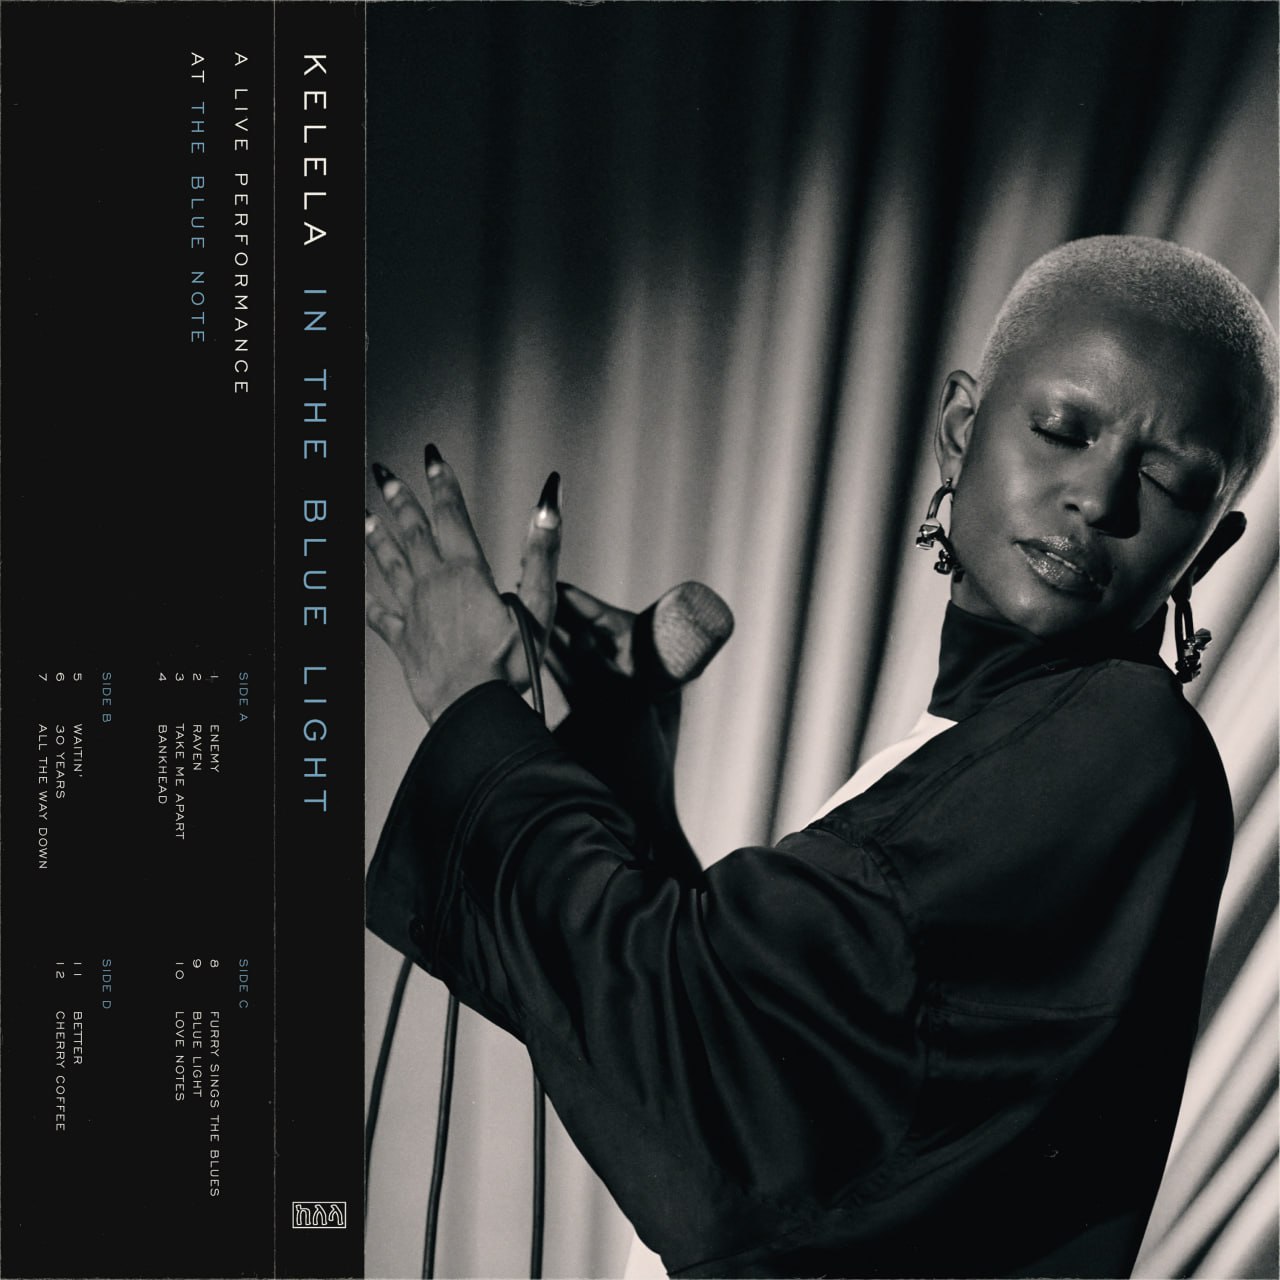 KELELA IN THE BLUE LIGHT
A LIVE PERFORMANCE
AT THE BLUE NOTE
SIDE A
1 ENEMY
2 RAVEN
3 TAKE ME APART
4 BANKHEAD
SIDE B
5 WAITIN'
6 30 YEARS
7 ALL THE WAY DOWN
SIDE C
8 FURRY SINGS THE BLUES
9 BLUE LIGHT
10 LOVE NOTES
SIDE D
11 BETTER
12 CHERRY COFFEE
ከለላ